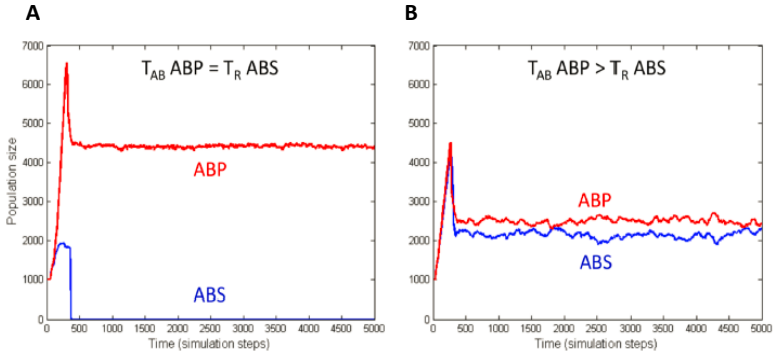 A
B
7000
6000
5000
4000
3000
2000
1000
0
Population size
T_AB ABP = T_R ABS
ABP
ABS
0 500 1000 1500 2000 2500 3000 3500 4000 4500 5000
Time (simulation steps)
7000
6000
5000
4000
3000
2000
1000
0
T_AB ABP > T_R ABS
ABP
ABS
0 500 1000 1500 2000 2500 3000 3500 4000 4500 5000
Time (simulation steps)